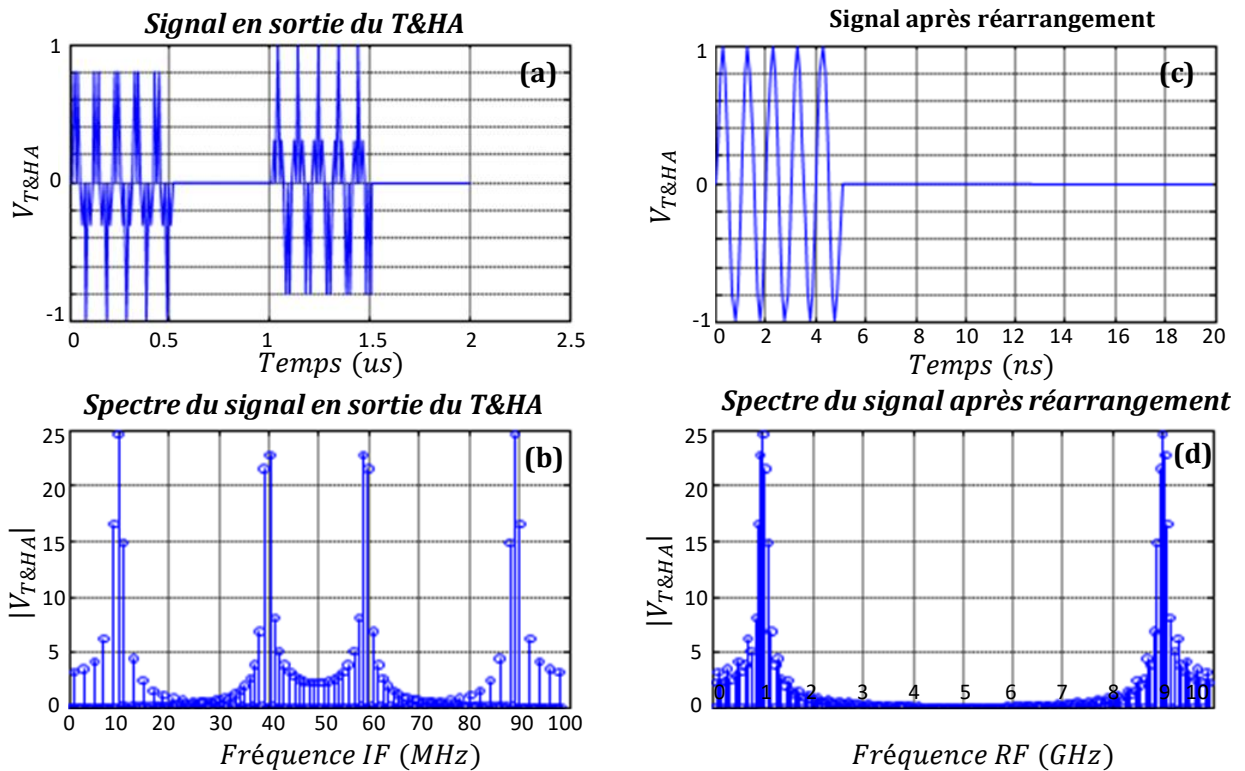 Signal en sortie du T&HA
Signal après réarrangement
1
0
-1
V_T&HA
(a)
0 0.5 1 1.5 2 2.5
Temps (us)
1
0
-1
V_T&HA
(c)
0 2 4 6 8 10 12 14 16 18 20
Temps (ns)
Spectre du signal en sortie du T&HA
Spectre du signal après réarrangement
25
20
15
10
5
0
|V_T&HA|
(b)
0 10 20 30 40 50 60 70 80 90 100
Fréquence IF (MHz)
25
20
15
10
5
0
|V_T&HA|
(d)
0 1 2 3 4 5 6 7 8 9 10
Fréquence RF (GHz)